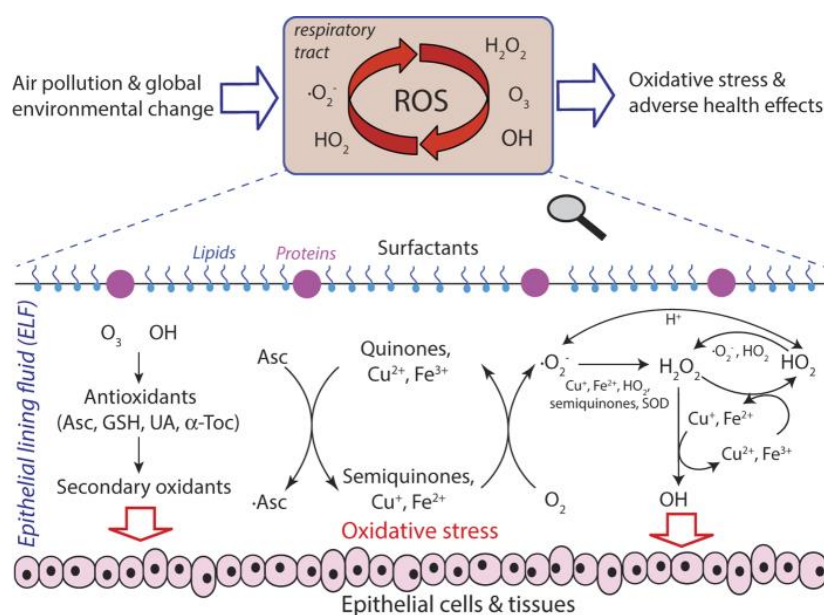 respiratory
tract
H₂O₂
·O₂⁻
ROS
O₃
HO₂
OH
Air pollution & global
environmental change
Oxidative stress &
adverse health effects
Lipids
Proteins
Surfactants
Epithelial lining fluid (ELF)
O₃ OH
Antioxidants
(Asc, GSH, UA, α-Toc)
Secondary oxidants
Asc
·Asc
Quinones,
Cu²⁺, Fe³⁺
Semiquinones,
Cu⁺, Fe²⁺
·O₂⁻
O₂
Cu⁺, Fe²⁺, HO₂,
semiquinones, SOD
H⁺
H₂O₂
·O₂⁻, HO₂
HO₂
Cu⁺, Fe²⁺
Cu²⁺, Fe³⁺
OH
Oxidative stress
Epithelial cells & tissues